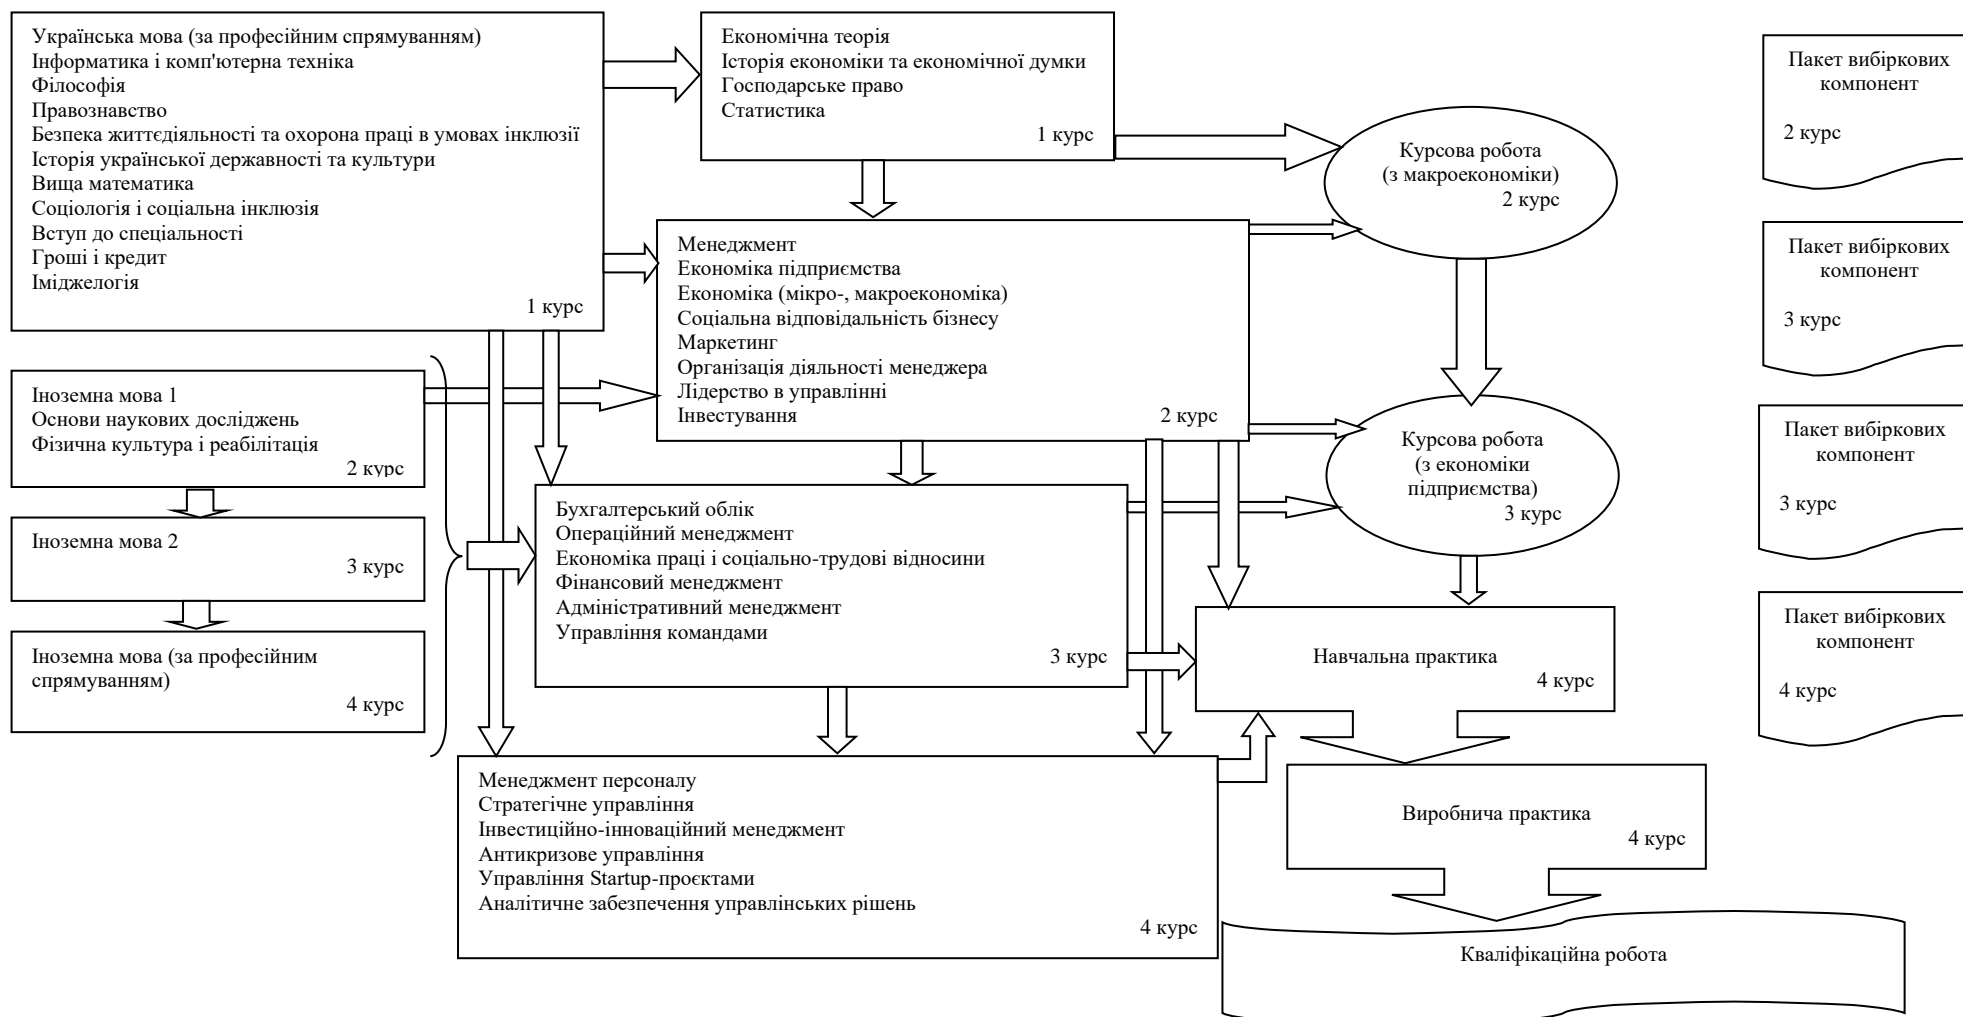 Українська мова (за професійним спрямуванням)
Інформатика і комп'ютерна техніка
Філософія
Правознавство
Безпека життєдіяльності та охорона праці в умовах інклюзії
Історія української державності та культури
Вища математика
Соціологія і соціальна інклюзія
Вступ до спеціальності
Гроші і кредит
Іміджелогія
1 курс
Економічна теорія
Історія економіки та економічної думки
Господарське право
Статистика
1 курс
Курсова робота
(з макроекономіки)
2 курс
Пакет вибіркових
компонент
2 курс
Менеджмент
Економіка підприємства
Економіка (мікро-, макроекономіка)
Соціальна відповідальність бізнесу
Маркетинг
Організація діяльності менеджера
Лідерство в управлінні
Інвестування
2 курс
Пакет вибіркових
компонент
3 курс
Іноземна мова 1
Основи наукових досліджень
Фізична культура і реабілітація
2 курс
Курсова робота
(з економіки
підприємства)
3 курс
Пакет вибіркових
компонент
3 курс
Іноземна мова 2
3 курс
Бухгалтерський облік
Операційний менеджмент
Економіка праці і соціально-трудові відносини
Фінансовий менеджмент
Адміністративний менеджмент
Управління командами
3 курс
Навчальна практика
4 курс
Пакет вибіркових
компонент
4 курс
Іноземна мова (за професійним
спрямуванням)
4 курс
Менеджмент персоналу
Стратегічне управління
Інвестиційно-інноваційний менеджмент
Антикризове управління
Управління Startup-проєктами
Аналітичне забезпечення управлінських рішень
4 курс
Виробнича практика
4 курс
Кваліфікаційна робота